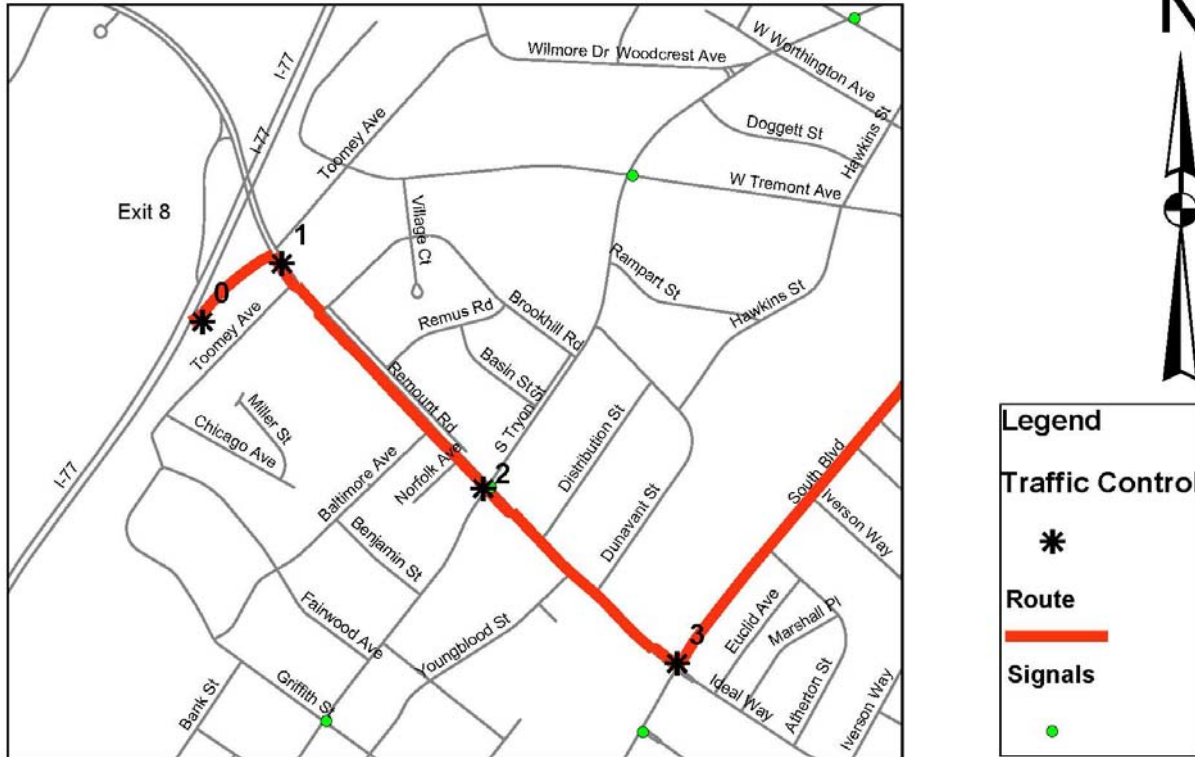 Wilmore Dr
Woodcrest Ave
W Worthington Ave
I-77
Toomey Ave
Doggett St
Hawkins St
I-77
W Tremont Ave
Exit 8
Village Ct
1
Rampart St
0
Hawkins St
Remus Rd
Brookhill Rd
Toomey Ave
Basin St
Remount Rd
S Tryon St
Miller St
Chicago Ave
Distribution St
South Blvd
I-77
Baltimore Ave
Norfolk Ave
2
Iverson Way
Benjamin St
Dunavant St
Fairwood Ave
Youngblood St
3
Euclid Ave
Marshall Pl
Griffith St
Bank St
Ideal Way
Atherton St
Iverson Way
Legend
Traffic Control
Route
Signals